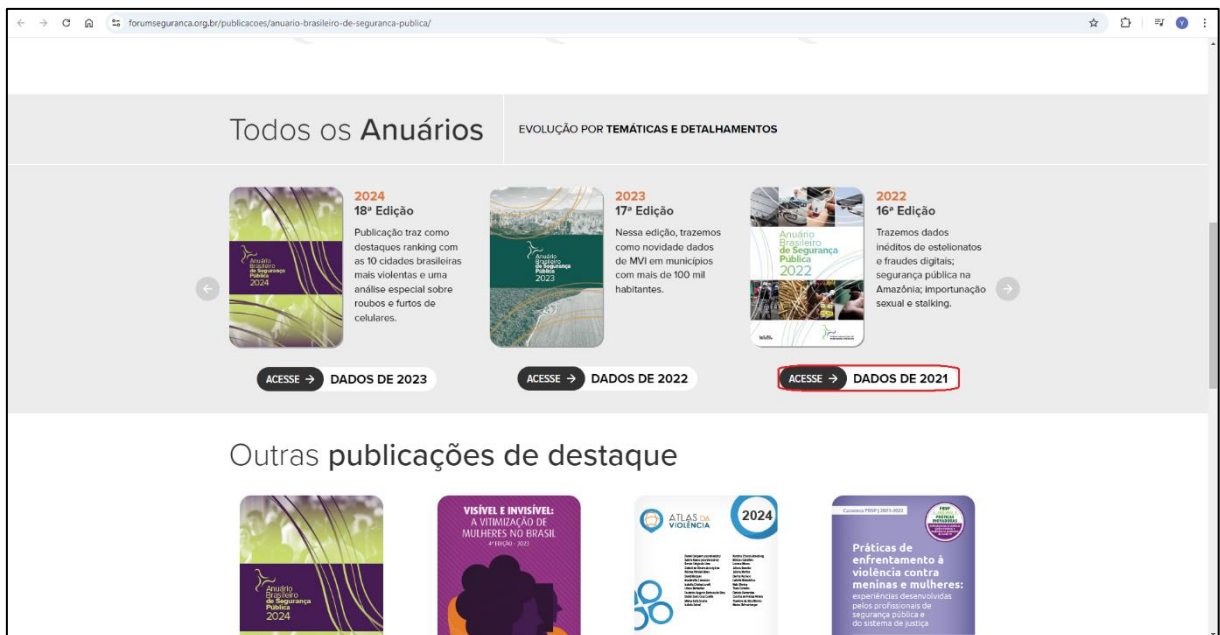 forumseguranca.org.br/publicacoes/anuario-brasileiro-de-seguranca-publica/
Todos os Anuários
EVOLUÇÃO POR TEMÁTICAS E DETALHAMENTOS
Anuário
Brasileiro
de Segurança
Pública
2024
2024
18ª Edição
Publicação traz como
destaques ranking com
as 10 cidades brasileiras
mais violentas e uma
análise especial sobre
roubos e furtos de
celulares.
ACESSE → DADOS DE 2023
Anuário
Brasileiro
de Segurança
Pública
2023
2023
17ª Edição
Nessa edição, trazemos
como novidade dados
de MVI em municípios
com mais de 100 mil
habitantes.
ACESSE → DADOS DE 2022
Anuário
Brasileiro
de Segurança
Pública
2022
2022
16ª Edição
Trazemos dados
inéditos de estelionatos
e fraudes digitais;
segurança pública na
Amazônia; importunação
sexual e stalking.
ACESSE → DADOS DE 2021
Outras publicações de destaque
Anuário
Brasileiro
de Segurança
Pública
2024
VISÍVEL E INVISÍVEL:
A VITIMIZAÇÃO DE
MULHERES NO BRASIL
4ª EDIÇÃO - 2023
ATLAS DA
VIOLÊNCIA
2024
Práticas de
enfrentamento à
violência contra
meninas e mulheres:
experiências desenvolvidas
pelos profissionais de
segurança pública e
do sistema de justiça